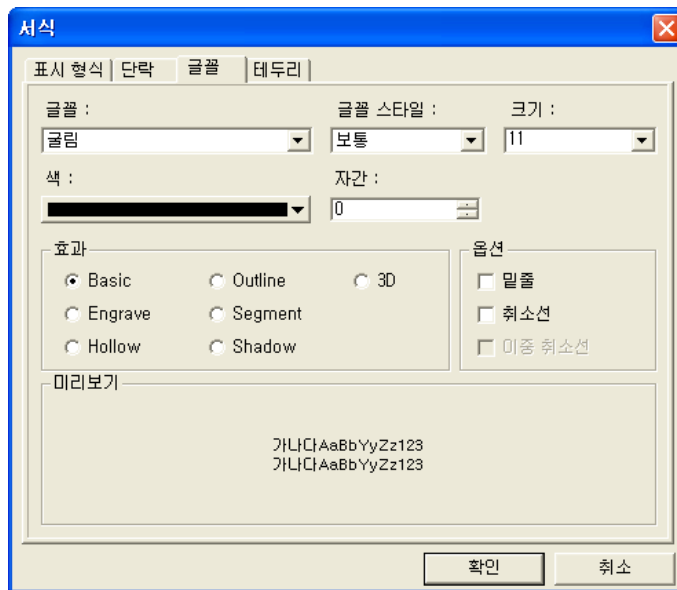 서식
표시 형식 단락 글꼴 테두리
글꼴 : 글꼴 스타일 : 크기 :
굴림 보통 11
색 : 자간 :
0
효과 옵션
Basic Outline 3D 밑줄
Engrave Segment 취소선
Hollow Shadow 이중 취소선
미리보기
가나다AaBbYyZz123
가나다AaBbYyZz123
확인 취소